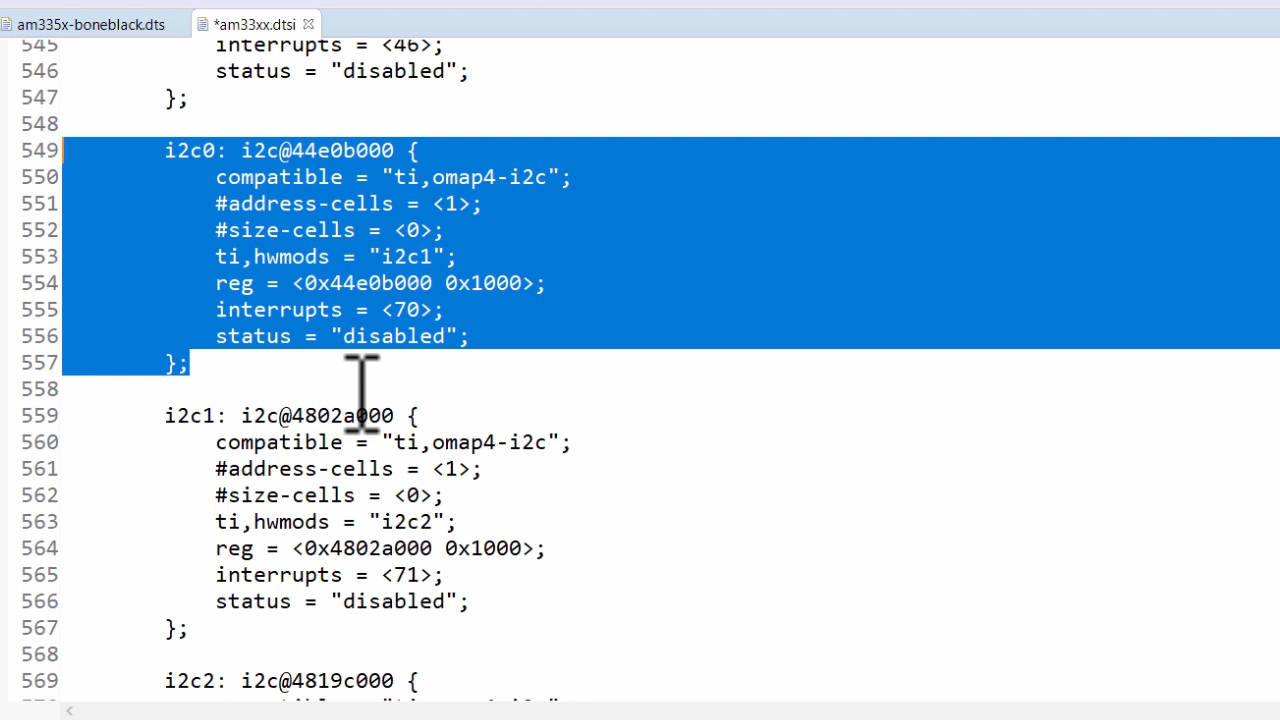 am335x-boneblack.dts *am33xx.dtsi
545 interrupts = <46>;
546 status = "disabled";
547 };
548
549 i2c0: i2c@44e0b000 {
550 compatible = "ti,omap4-i2c";
551 #address-cells = <1>;
552 #size-cells = <0>;
553 ti,hwmods = "i2c1";
554 reg = <0x44e0b000 0x1000>;
555 interrupts = <70>;
556 status = "disabled";
557 };
558
559 i2c1: i2c@4802a000 {
560 compatible = "ti,omap4-i2c";
561 #address-cells = <1>;
562 #size-cells = <0>;
563 ti,hwmods = "i2c2";
564 reg = <0x4802a000 0x1000>;
565 interrupts = <71>;
566 status = "disabled";
567 };
568
569 i2c2: i2c@4819c000 {